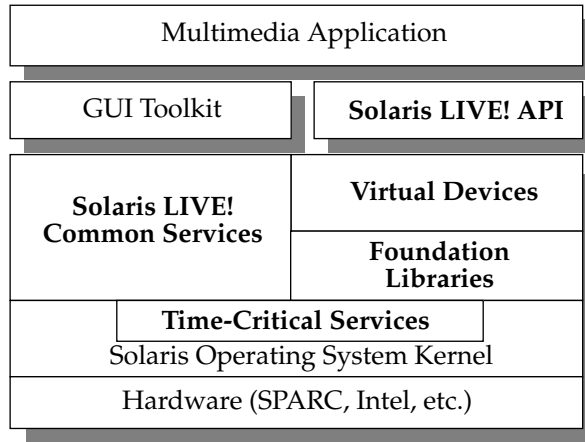 Multimedia Application
GUI Toolkit
Solaris LIVE! API
Solaris LIVE!
Common Services
Virtual Devices
Foundation
Libraries
Time-Critical Services
Solaris Operating System Kernel
Hardware (SPARC, Intel, etc.)